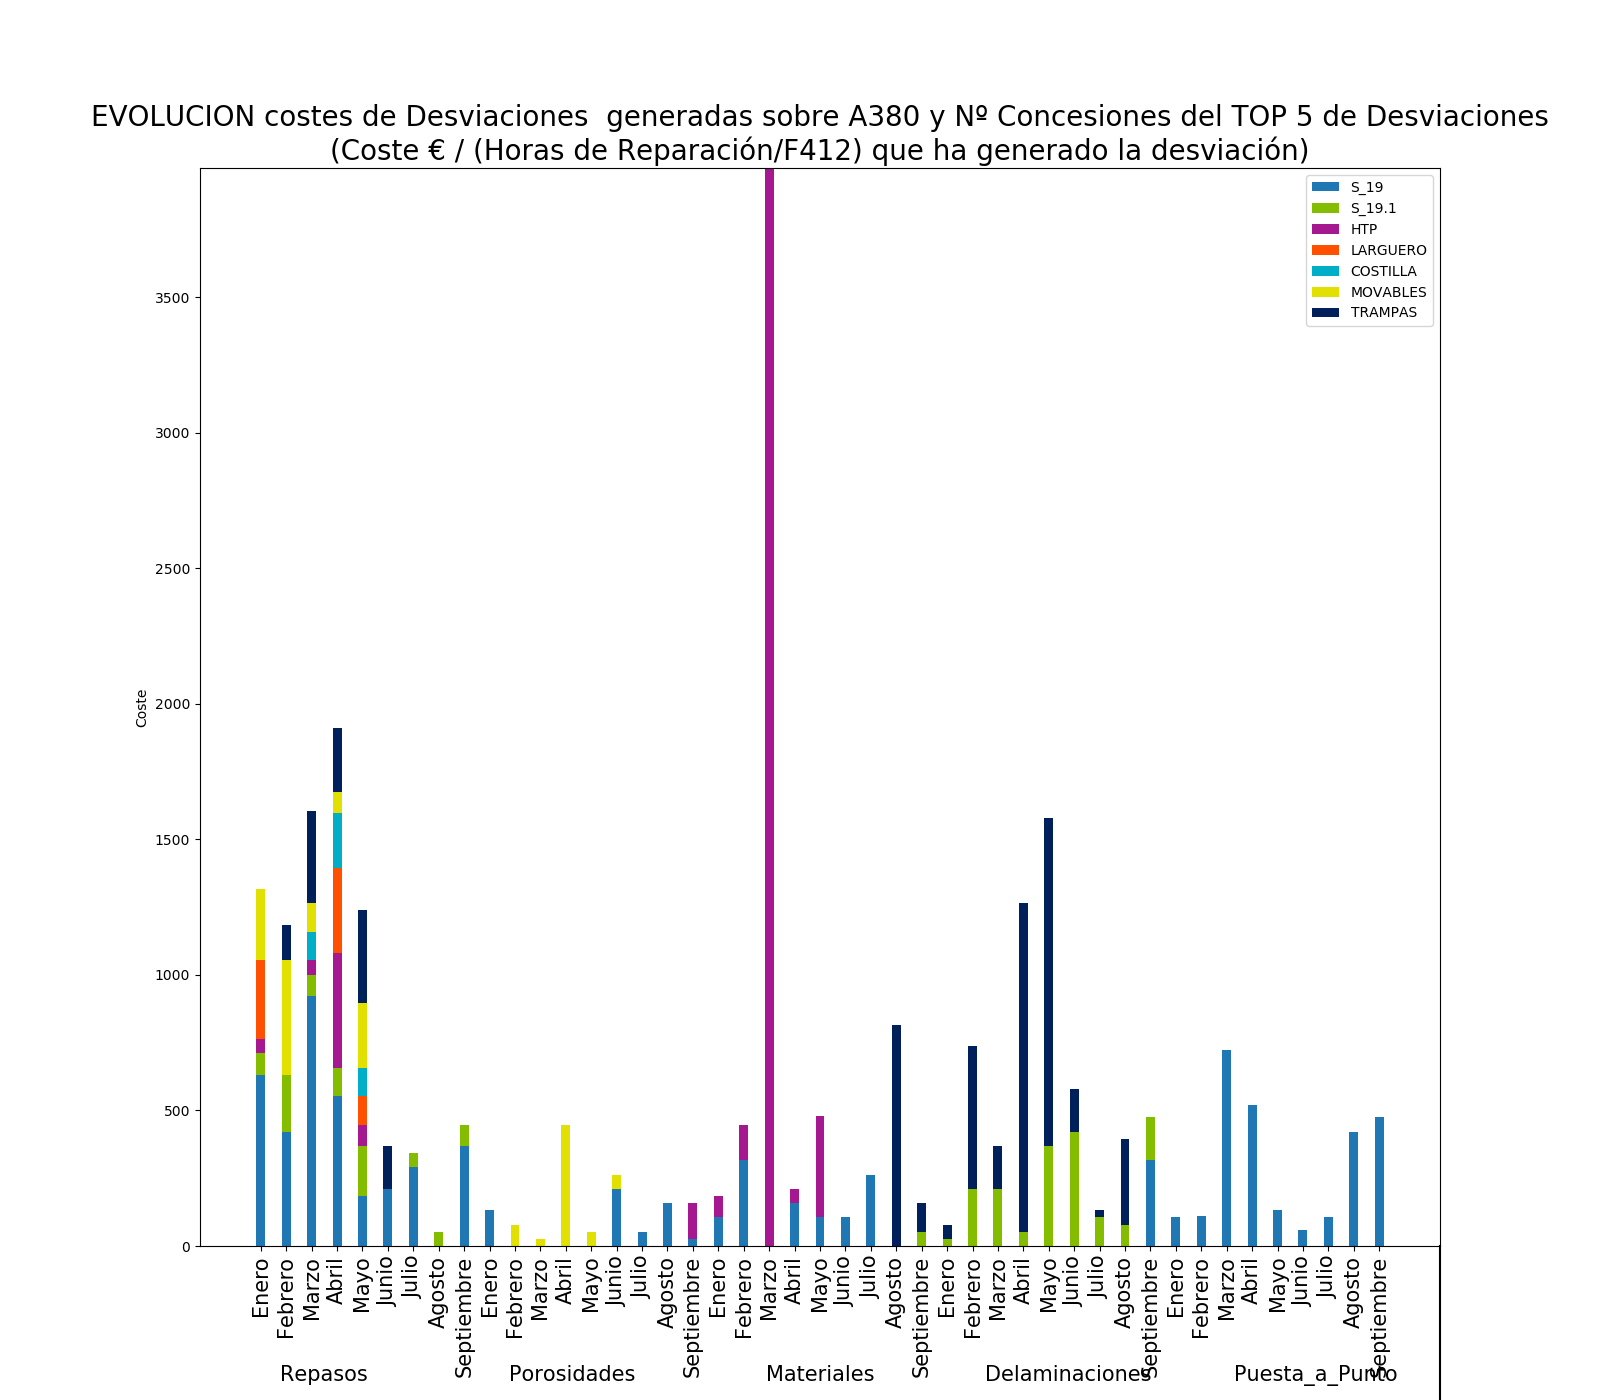 EVOLUCION costes de Desviaciones  generadas sobre A380 y Nº Concesiones del TOP 5 de Desviaciones
(Coste € / (Horas de Reparación/F412) que ha generado la desviación)
S_19
S_19.1
HTP
LARGUERO
COSTILLA
MOVABLES
TRAMPAS
3500
3000
2500
2000
1500
1000
500
0
Coste
Enero
Febrero
Marzo
Abril
Mayo
Junio
Julio
Agosto
Septiembre
Enero
Febrero
Marzo
Abril
Mayo
Junio
Julio
Agosto
Septiembre
Enero
Febrero
Marzo
Abril
Mayo
Junio
Julio
Agosto
Septiembre
Enero
Febrero
Marzo
Abril
Mayo
Junio
Julio
Agosto
Septiembre
Enero
Febrero
Marzo
Abril
Mayo
Junio
Julio
Agosto
Septiembre
Repasos
Porosidades
Materiales
Delaminaciones
Puesta_a_Punto